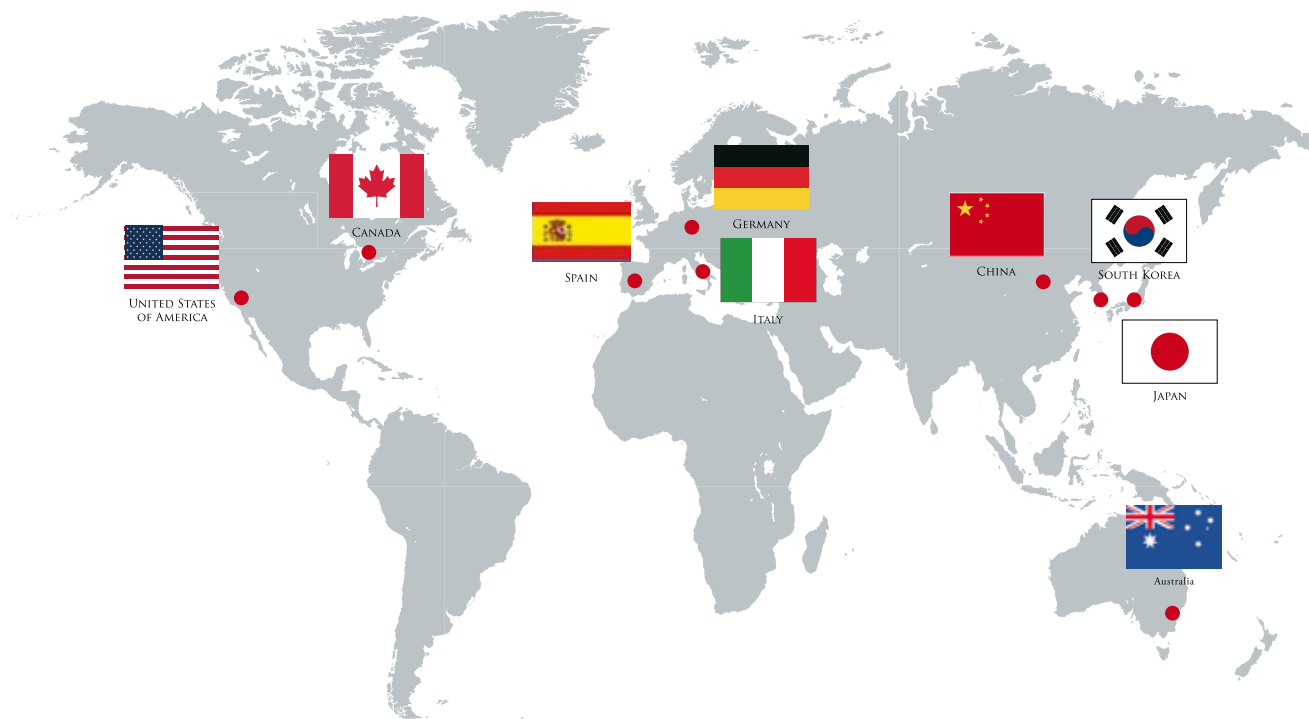 CANADA
UNITED STATES
OF AMERICA
GERMANY
SPAIN
ITALY
CHINA
SOUTH KOREA
JAPAN
Australia